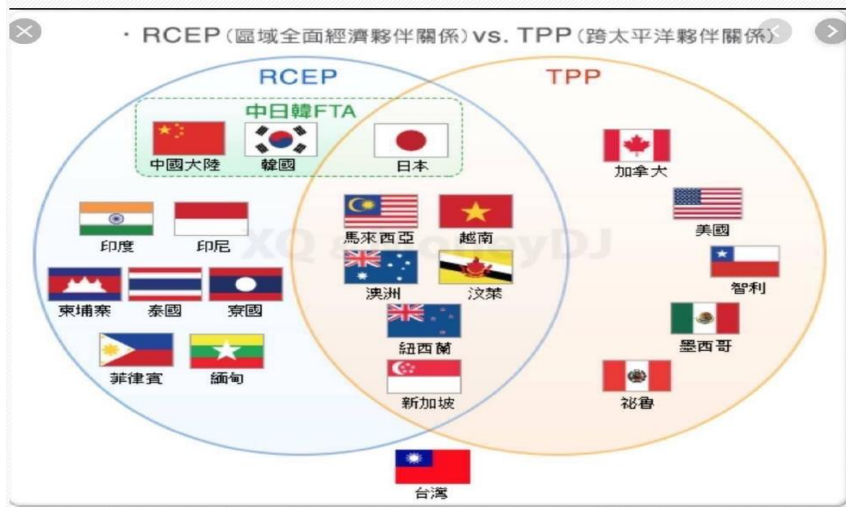 · RCEP(區域全面經濟夥伴關係)vs. TPP(跨太平洋夥伴關係)
RCEP TPP
中日韓FTA
中國大陸 韓國 日本 加拿大
馬來西亞 越南 美國
印度 印尼
澳洲 汶萊 智利
柬埔寨 泰國 寮國
紐西蘭 墨西哥
菲律賓 緬甸
新加坡 祕魯
台灣